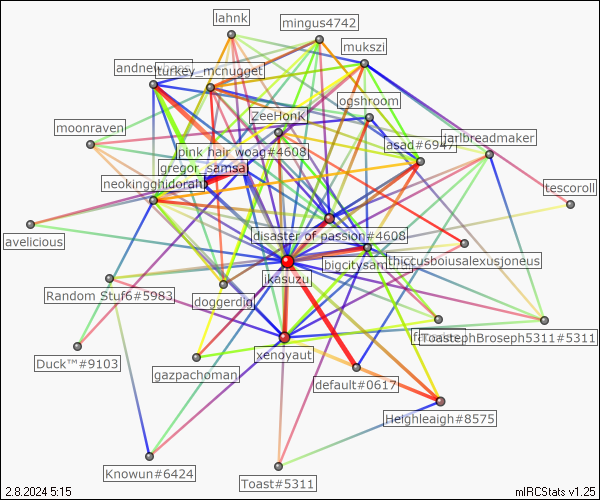 lahnk
mingus4742
mukszi
turkey_mcnugget
ogshroom
ZeeHonk
moonraven
jarlbreadmaker
asad#6947
pink hair woag#4608
gregor_samsa
neokingghidorah
tescoroll
avelicious
disaster of passion#4608
thiccusboiusalexusjoneus
ikasuzu
Random Stuf6#5983
doggerdig
ToastephBroseph5311#5311
xenoyaut
Duck™#9103
gazpachoman
default#0617
Heighleaigh#8575
Knowun#6424
Toast#5311
2.8.2024 5:15
mIRCStats v1.25